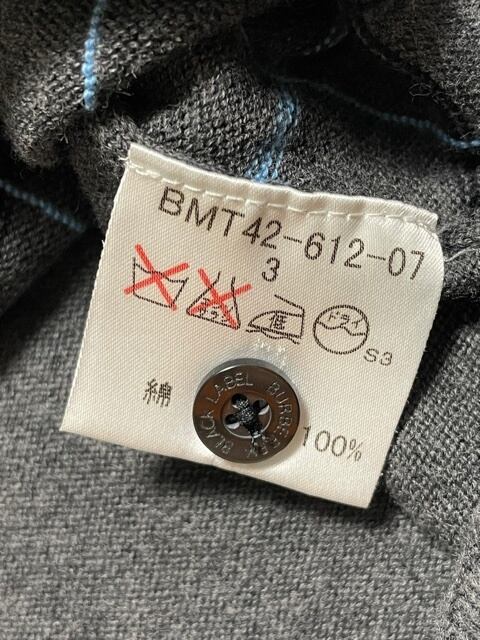 BMT42-612-07
3
低
ドライ
S3
綿 100%
BLACK LABEL BURBERRY